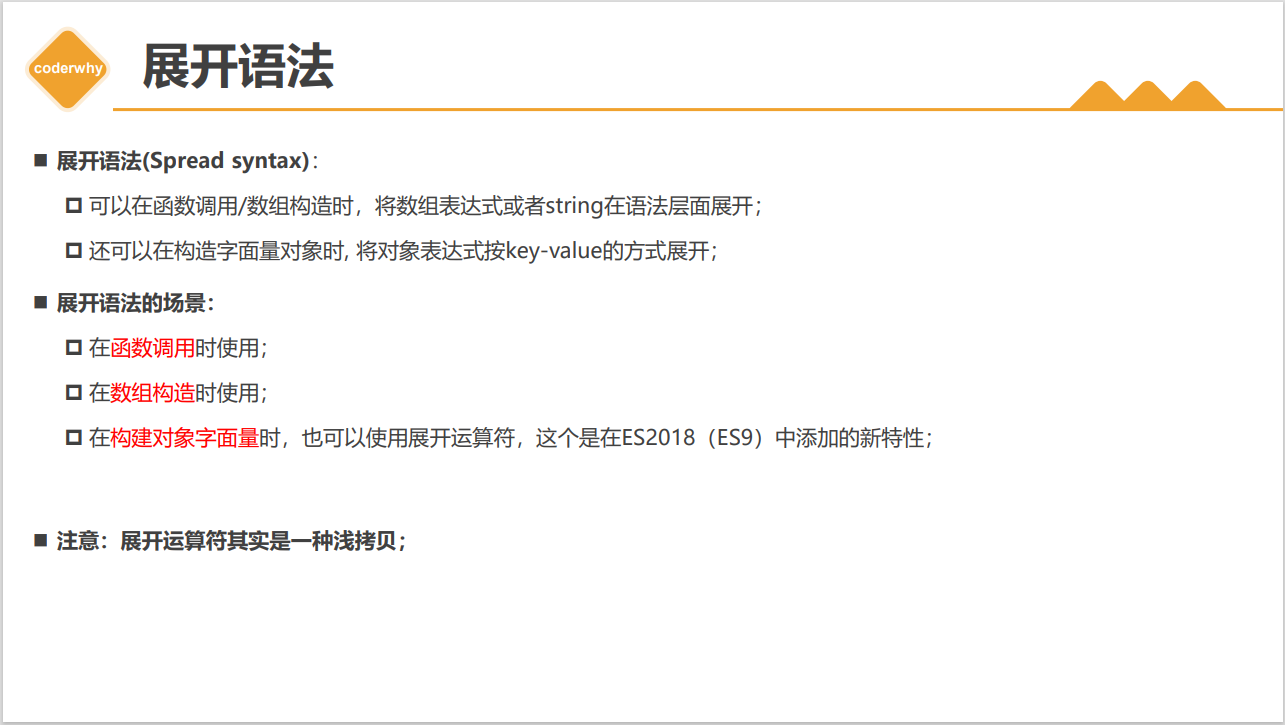 coderwhy
展开语法
展开语法(Spread syntax)：
可以在函数调用/数组构造时，将数组表达式或者string在语法层面展开；
还可以在构造字面量对象时, 将对象表达式按key-value的方式展开；
展开语法的场景：
在函数调用时使用；
在数组构造时使用；
在构建对象字面量时，也可以使用展开运算符，这个是在ES2018（ES9）中添加的新特性；
注意：展开运算符其实是一种浅拷贝；